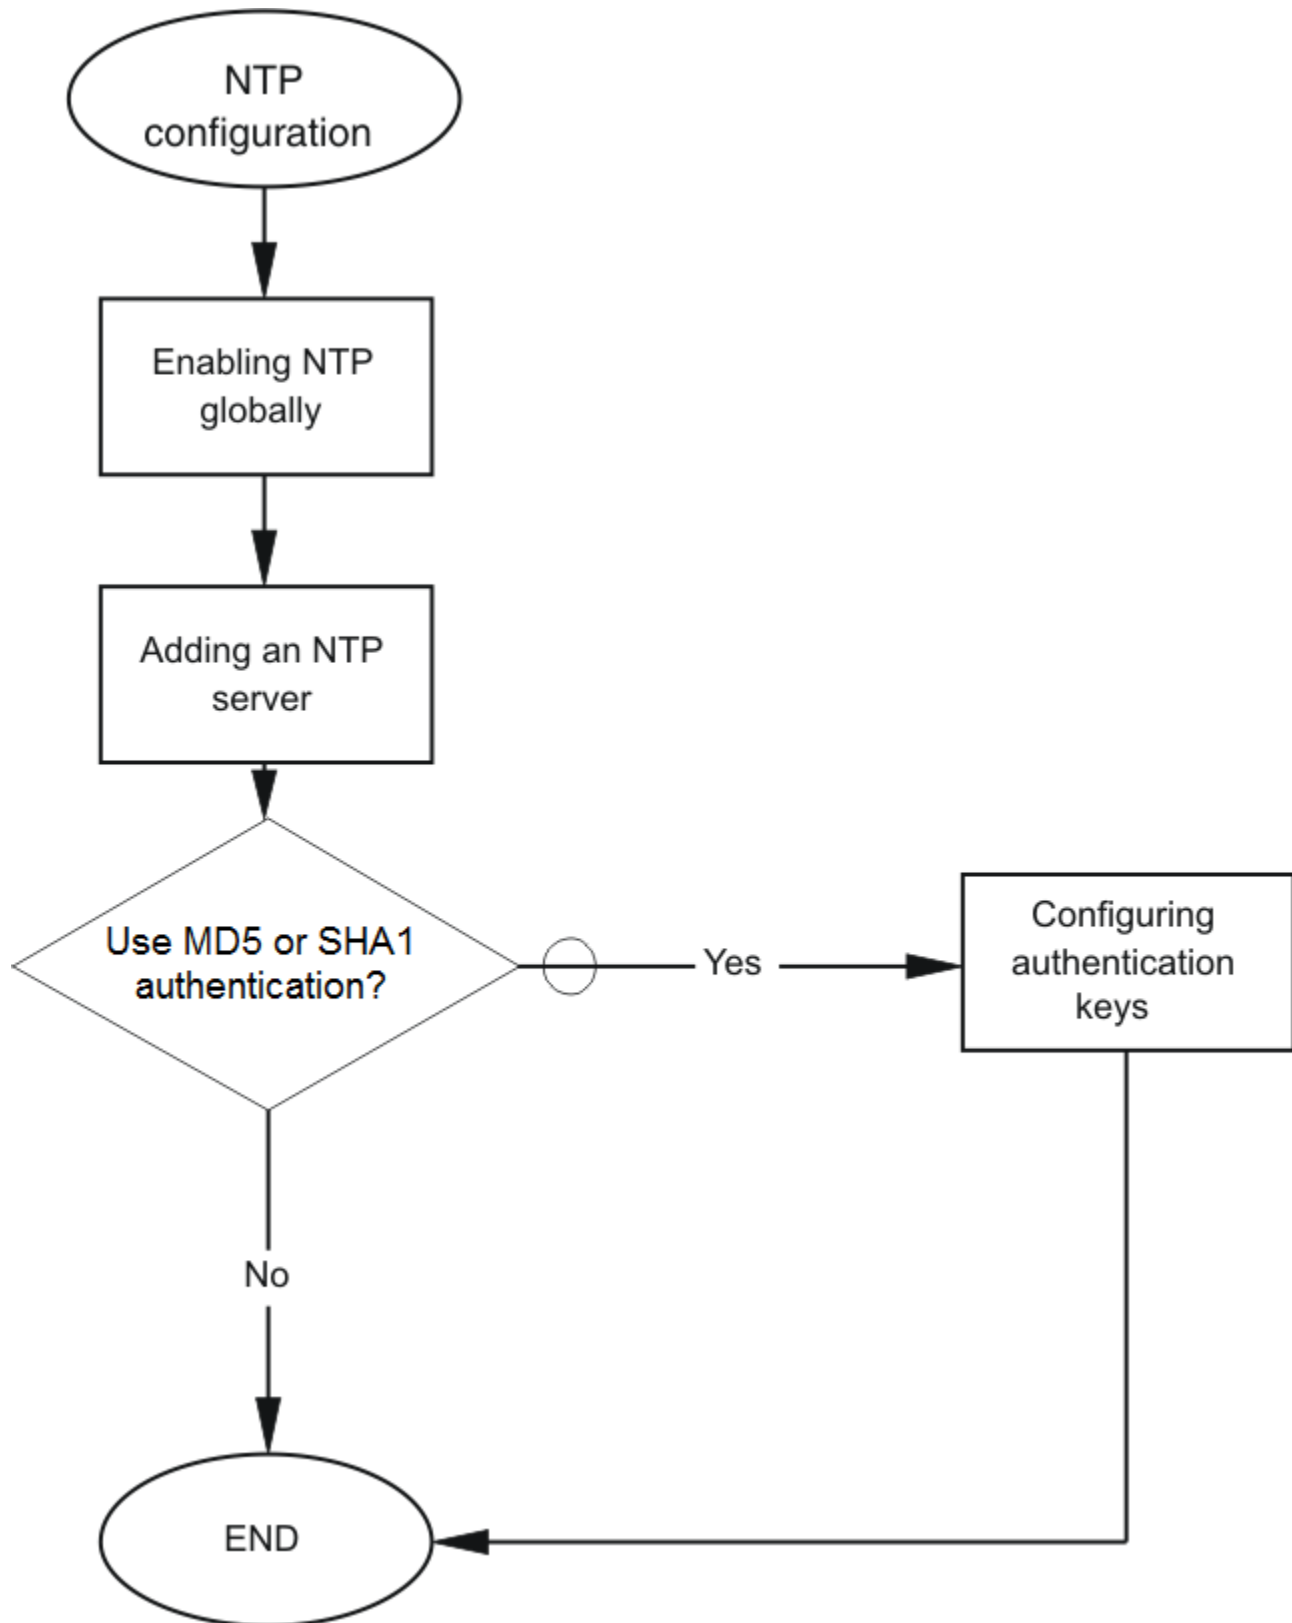 NTP
configuration
Enabling NTP
globally
Adding an NTP
server
Use MD5 or SHA1
authentication?
Yes
Configuring
authentication
keys
No
END